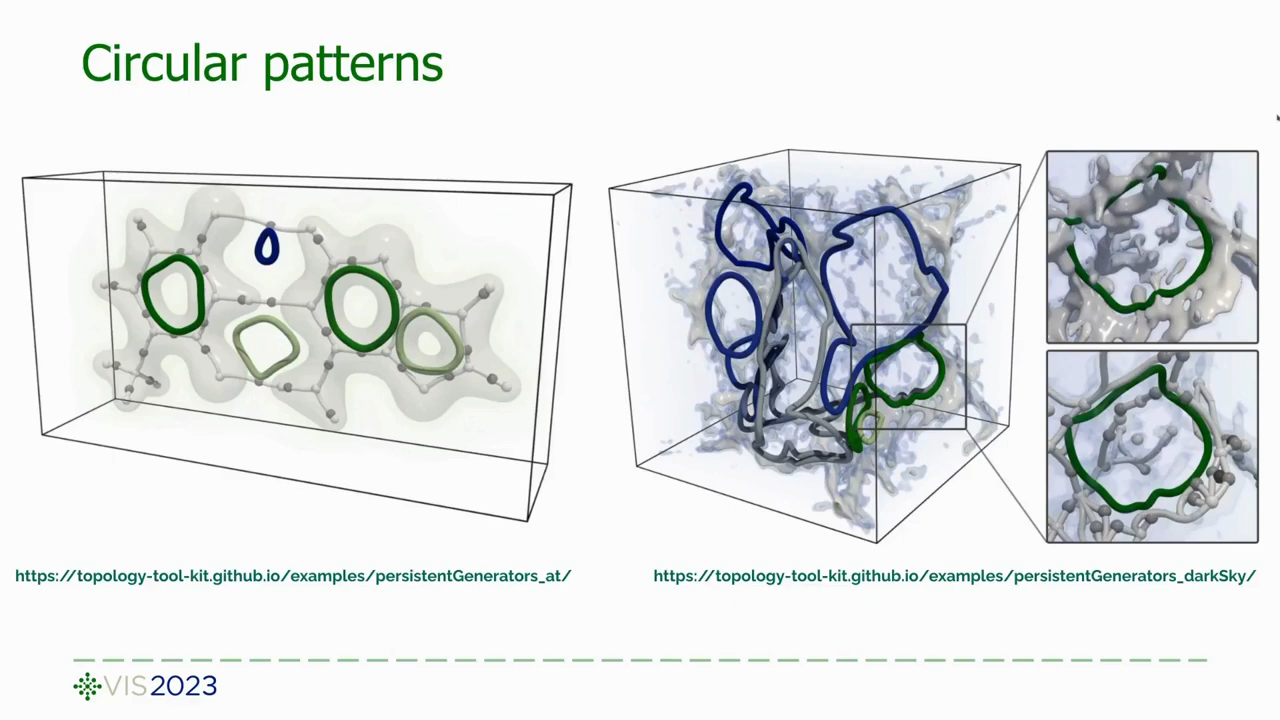 Circular patterns
https://topology-tool-kit.github.io/examples/persistentGenerators_at/
https://topology-tool-kit.github.io/examples/persistentGenerators_darkSky/
VIS2023